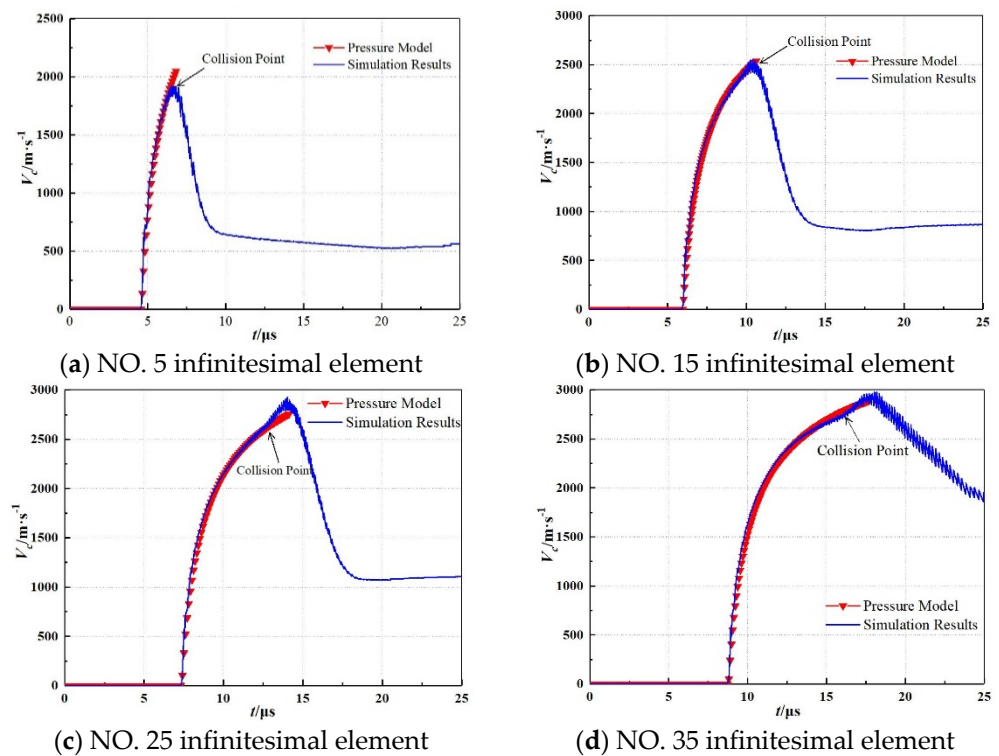 2500
2000
1500
1000
500
0
V_c/m·s⁻¹
Pressure Model
Simulation Results
Collision Point
0 5 10 15 20 25
t/μs
(a) NO. 5 infinitesimal element
3000
2500
2000
1500
1000
500
0
V_c/m·s⁻¹
Collision Point
Pressure Model
Simulation Results
0 5 10 15 20 25
t/μs
(b) NO. 15 infinitesimal element
3000
2500
2000
1500
1000
500
0
V_c/m·s⁻¹
Pressure Model
Simulation Results
Collision Point
0 5 10 15 20 25
t/μs
(c) NO. 25 infinitesimal element
3000
2500
2000
1500
1000
500
0
V_c/m·s⁻¹
Collision Point
Pressure Model
Simulation Results
0 5 10 15 20 25
t/μs
(d) NO. 35 infinitesimal element